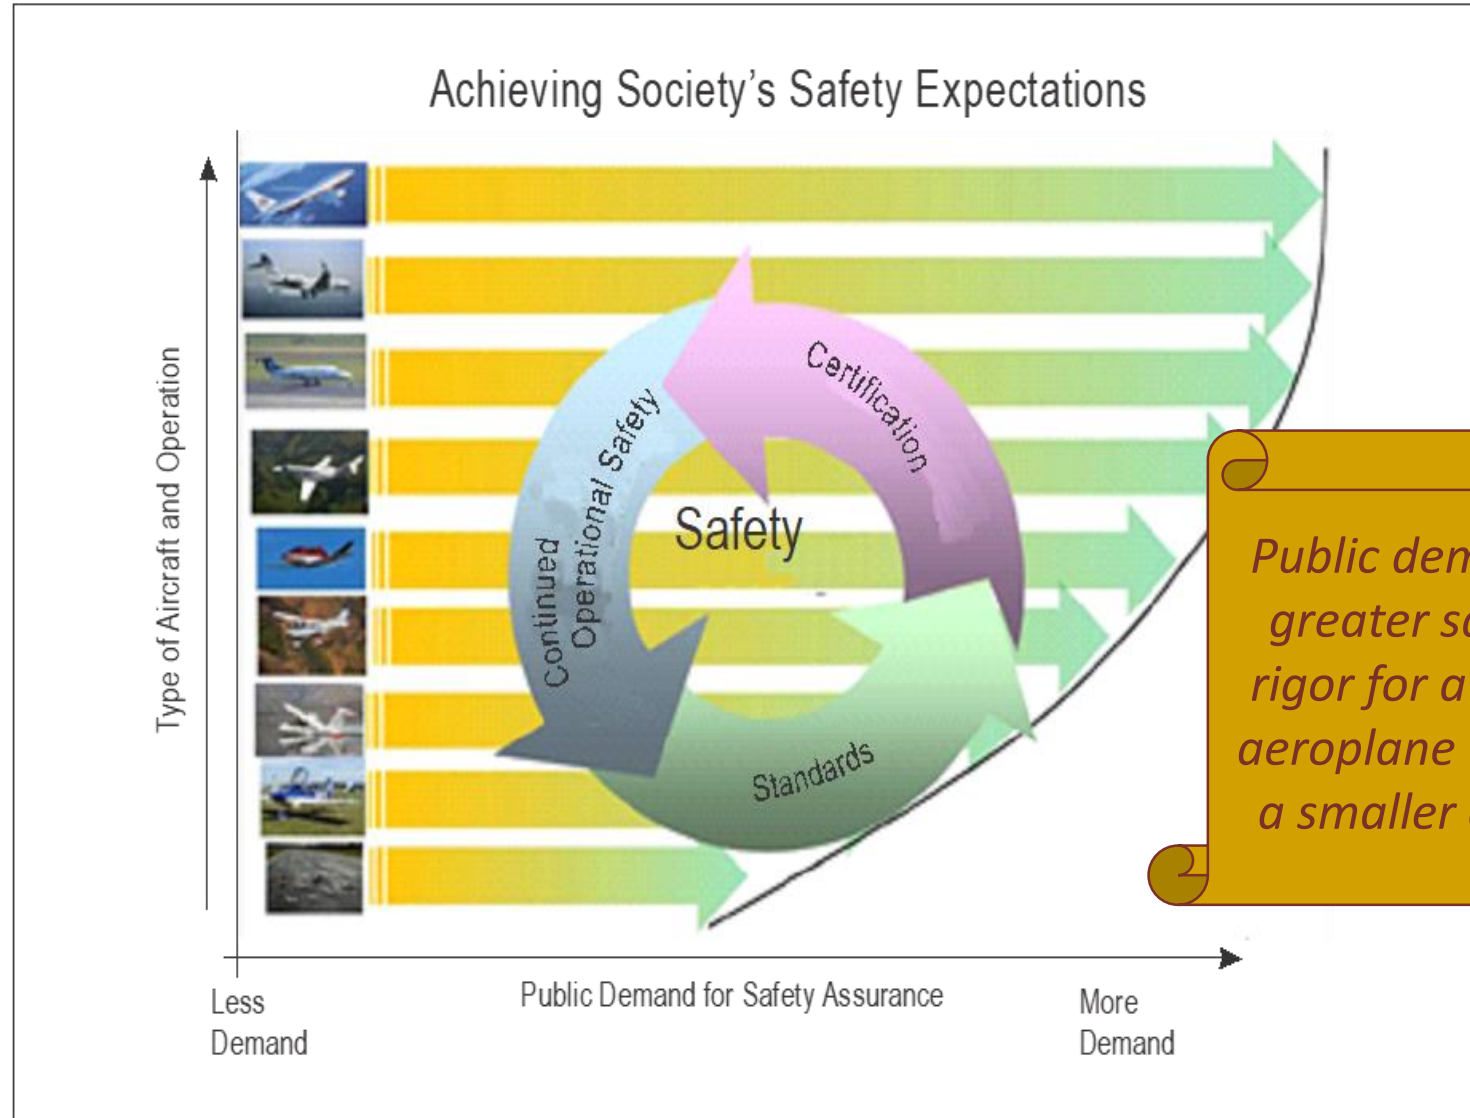 Achieving Society's Safety Expectations
Type of Aircraft and Operation
Certification
Continued
Operational Safety
Safety
Standards
Public
greater
rigor for a
aeroplane
a smaller
Less
Demand
Public Demand for Safety Assurance
More
Demand